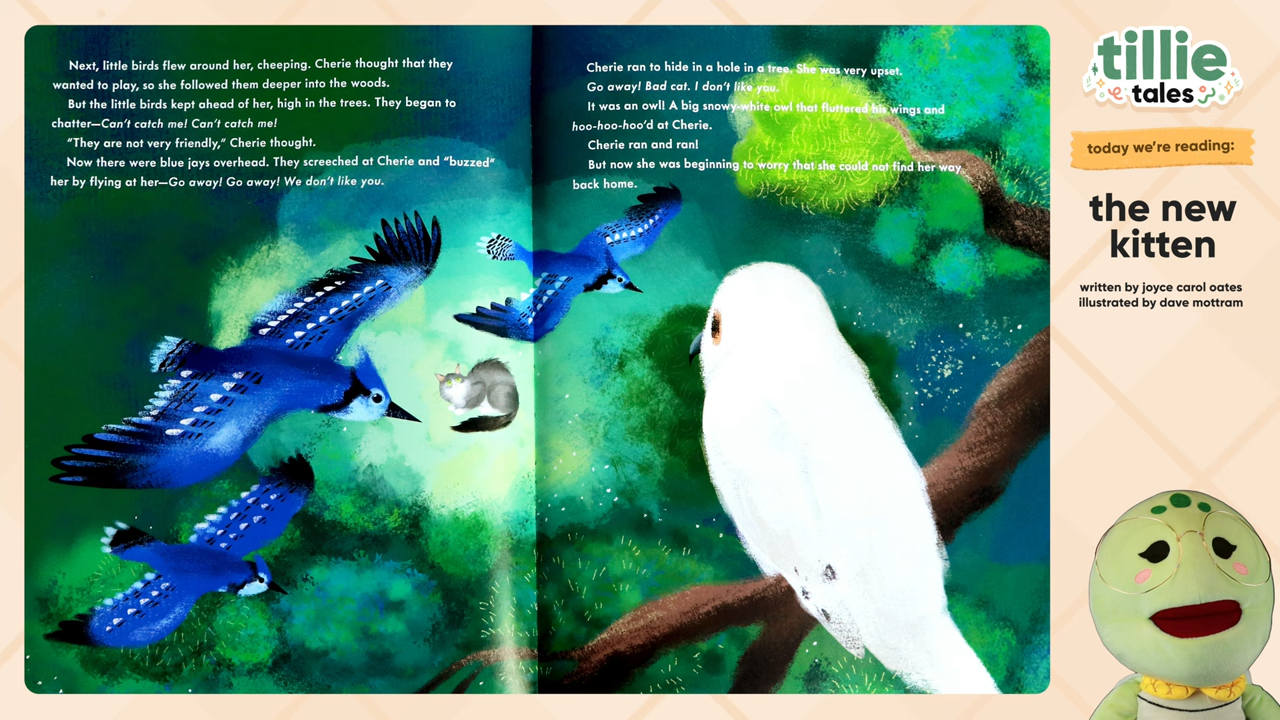 Next, little birds flew around her, cheeping. Cherie thought that they
wanted to play, so she followed them deeper into the woods.
But the little birds kept ahead of her, high in the trees. They began to
chatter—Can't catch me! Can't catch me!
"They are not very friendly," Cherie thought.
Now there were blue jays overhead. They screeched at Cherie and "buzzed"
her by flying at her—Go away! Go away! We don't like you.
Cherie ran to hide in a hole in a tree. She was very upset.
Go away! Bad cat. I don't like you.
It was an owl! A big snowy-white owl that fluttered his wings and
hoo-hoo-hoo'd at Cherie.
Cherie ran and ran!
But now she was beginning to worry that she could not find her way
back home.
tillie
tales
today we're reading:
the new
kitten
written by joyce carol oates
illustrated by dave mottram